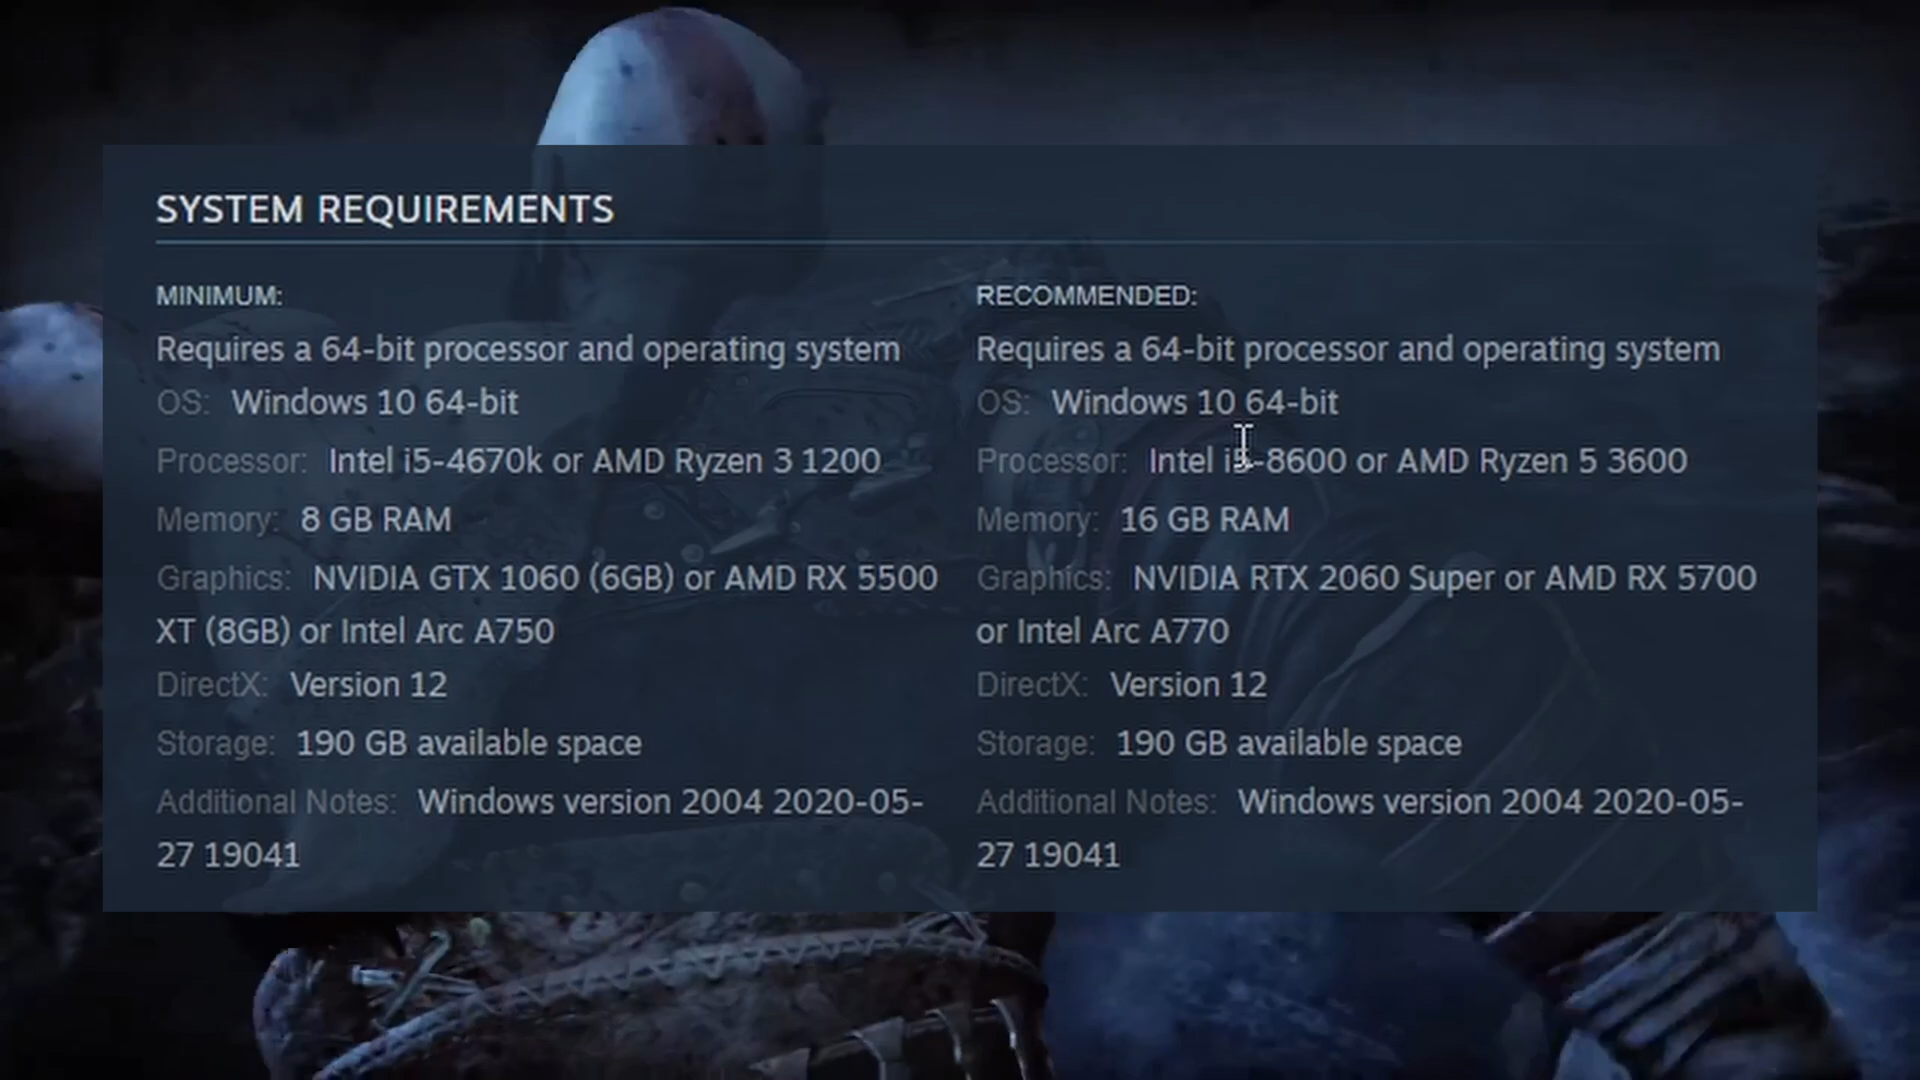 SYSTEM REQUIREMENTS
MINIMUM:
Requires a 64-bit processor and operating system
OS: Windows 10 64-bit
Processor: Intel i5-4670k or AMD Ryzen 3 1200
Memory: 8 GB RAM
Graphics: NVIDIA GTX 1060 (6GB) or AMD RX 5500
XT (8GB) or Intel Arc A750
DirectX: Version 12
Storage: 190 GB available space
Additional Notes: Windows version 2004 2020-05-
27 19041
RECOMMENDED:
Requires a 64-bit processor and operating system
OS: Windows 10 64-bit
Processor: Intel i5-8600 or AMD Ryzen 5 3600
Memory: 16 GB RAM
Graphics: NVIDIA RTX 2060 Super or AMD RX 5700
or Intel Arc A770
DirectX: Version 12
Storage: 190 GB available space
Additional Notes: Windows version 2004 2020-05-
27 19041